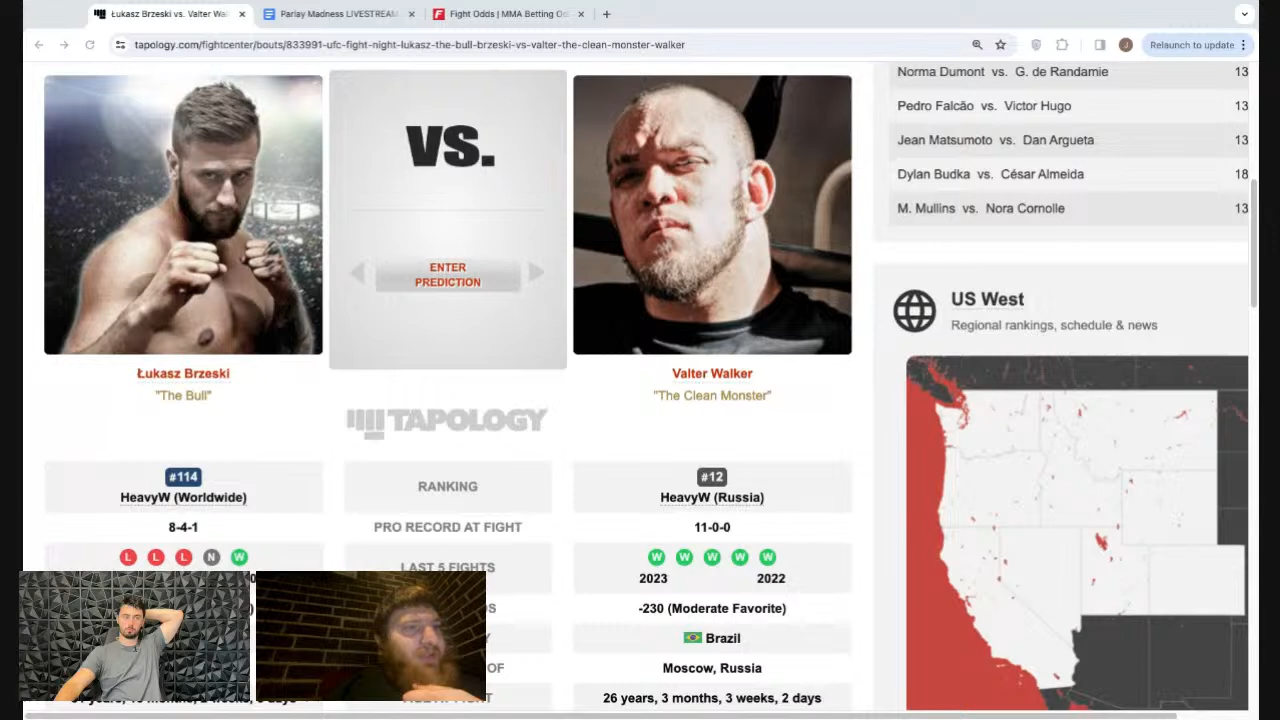 Łukasz Brzeski vs. Valter Wal
Parlay Madness LIVESTREAM
Fight Odds | MMA Betting Od
tapology.com/fightcenter/bouts/833991-ufc-fight-night-lukasz-the-bull-brzeski-vs-valter-the-clean-monster-walker
J
Relaunch to update
Norma Dumont vs. G. de Randamie 13
Pedro Falcão vs. Victor Hugo 13
Jean Matsumoto vs. Dan Argueta 13
Dylan Budka vs. César Almeida 18
M. Mullins vs. Nora Cornolle 13
VS.
ENTER
PREDICTION
US West
Regional rankings, schedule & news
Łukasz Brzeski
"The Bull"
Valter Walker
"The Clean Monster"
TAPOLOGY
#114
HeavyW (Worldwide)
RANKING
#12
HeavyW (Russia)
8-4-1
PRO RECORD AT FIGHT
11-0-0
L L L N W
LAST 5 FIGHTS
W W W W W
2023 2022
-230 (Moderate Favorite)
Brazil
OF
Moscow, Russia
26 years, 3 months, 3 weeks, 2 days